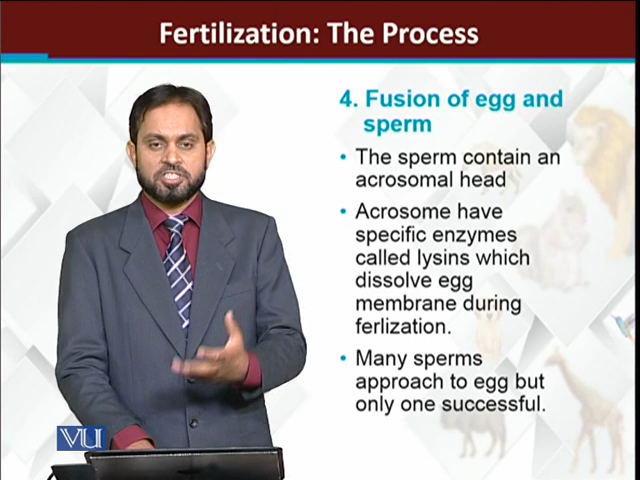 Fertilization: The Process
4. Fusion of egg and
sperm
• The sperm contain an
acrosomal head
• Acrosome have
specific enzymes
called lysins which
dissolve egg
membrane during
ferlization.
• Many sperms
approach to egg but
only one successful.
VU